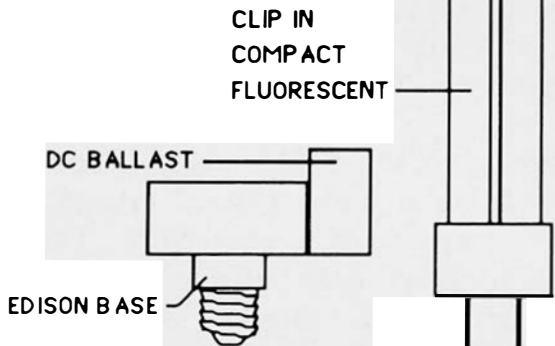 CLIP IN
COMPACT
FLUORESCENT
DC BALLAST
EDISON BASE